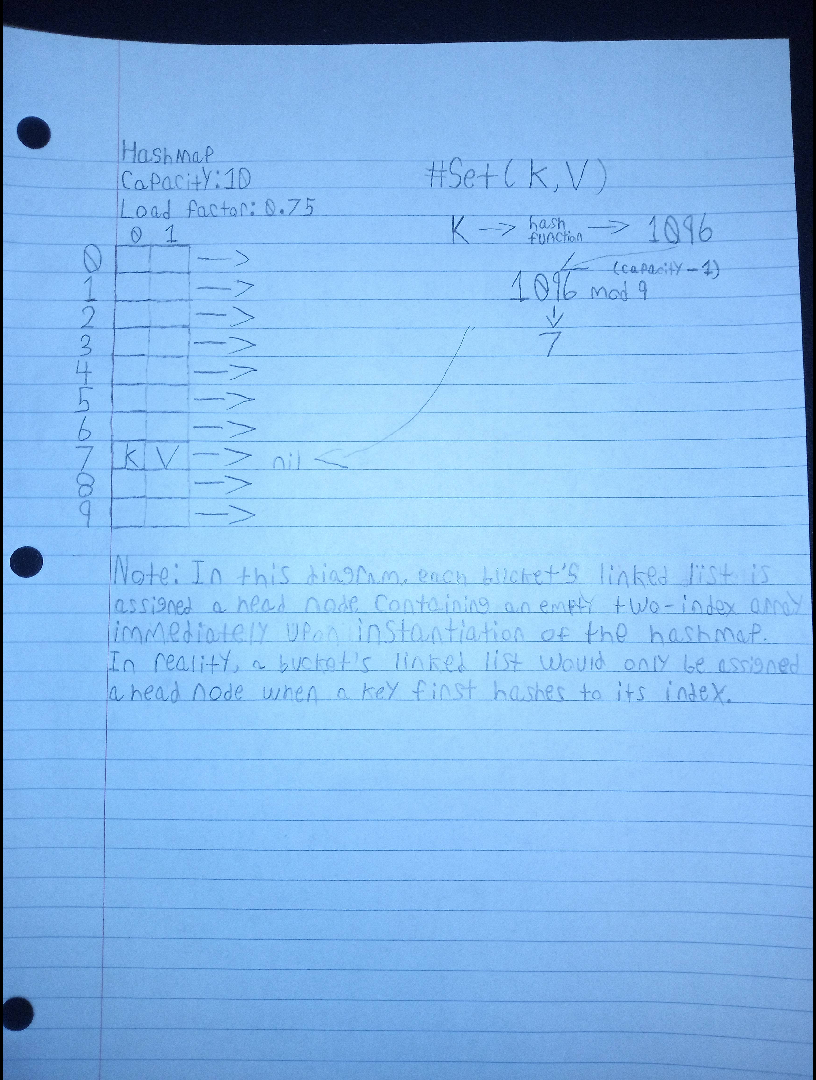 Hashmap
Capacity: 10
Load factor: 0.75
#Set(K,V)
K → hash function → 1096
(capacity-1)
1096 mod 9
↓
7
0 1
0 →
1 →
2 →
3 →
4 →
5 →
6 →
7 K V → nil
8 →
9 →
Note: In this diagram, each bucket's linked list is
assigned a head node containing an empty two-index array
immediately upon instantiation of the hashmap.
In reality, a bucket's linked list would only be assigned
a head node when a key first hashes to its index.